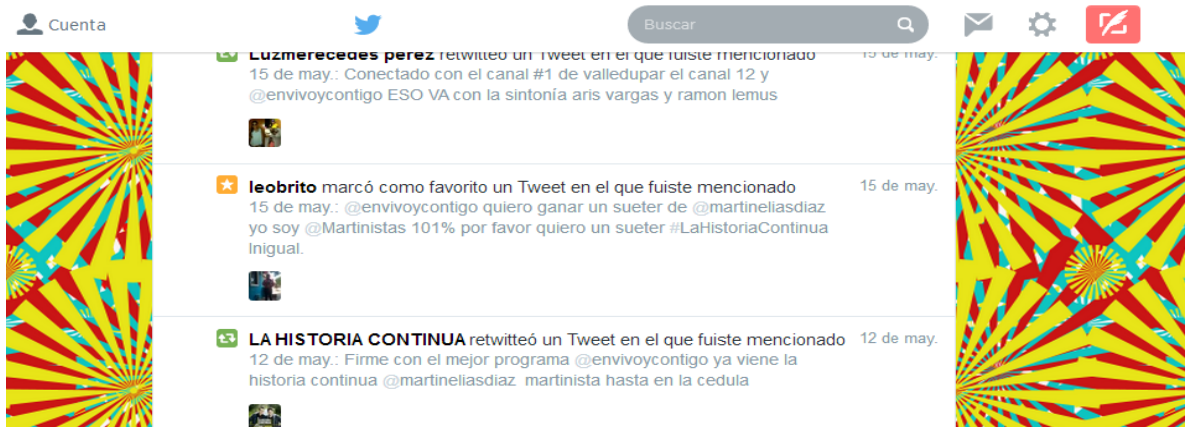 Cuenta
Buscar
Luzmercedes perez retwitteó un Tweet en el que fuiste mencionado 15 de may.
15 de may.: Conectado con el canal #1 de valledupar el canal 12 y
@envivoycontigo ESO VA con la sintonía aris vargas y ramon lemus
leobrito marcó como favorito un Tweet en el que fuiste mencionado 15 de may.
15 de may.: @envivoycontigo quiero ganar un sueter de @martineliasdiaz
yo soy @Martinistas 101% por favor quiero un sueter #LaHistoriaContinua
Inigual.
LA HISTORIA CONTINUA retwitteó un Tweet en el que fuiste mencionado 12 de may.
12 de may.: Firme con el mejor programa @envivoycontigo ya viene la
historia continua @martineliasdiaz martinista hasta en la cedula